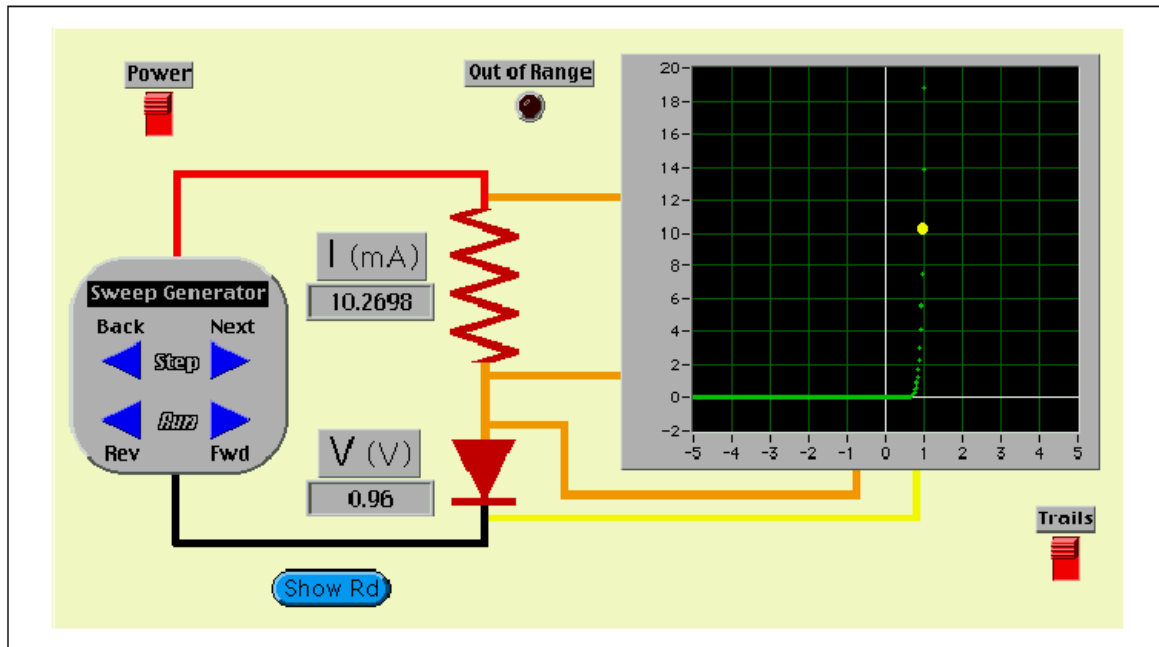 Power
Out of Range
20
18
16
14
12
10
8
6
4
2
0
-2
-5 -4 -3 -2 -1 0 1 2 3 4 5
I (mA)
10.2698
Sweep Generator
Back Next
Step
Run
Rev Fwd
V (V)
0.96
Trails
Show Rd